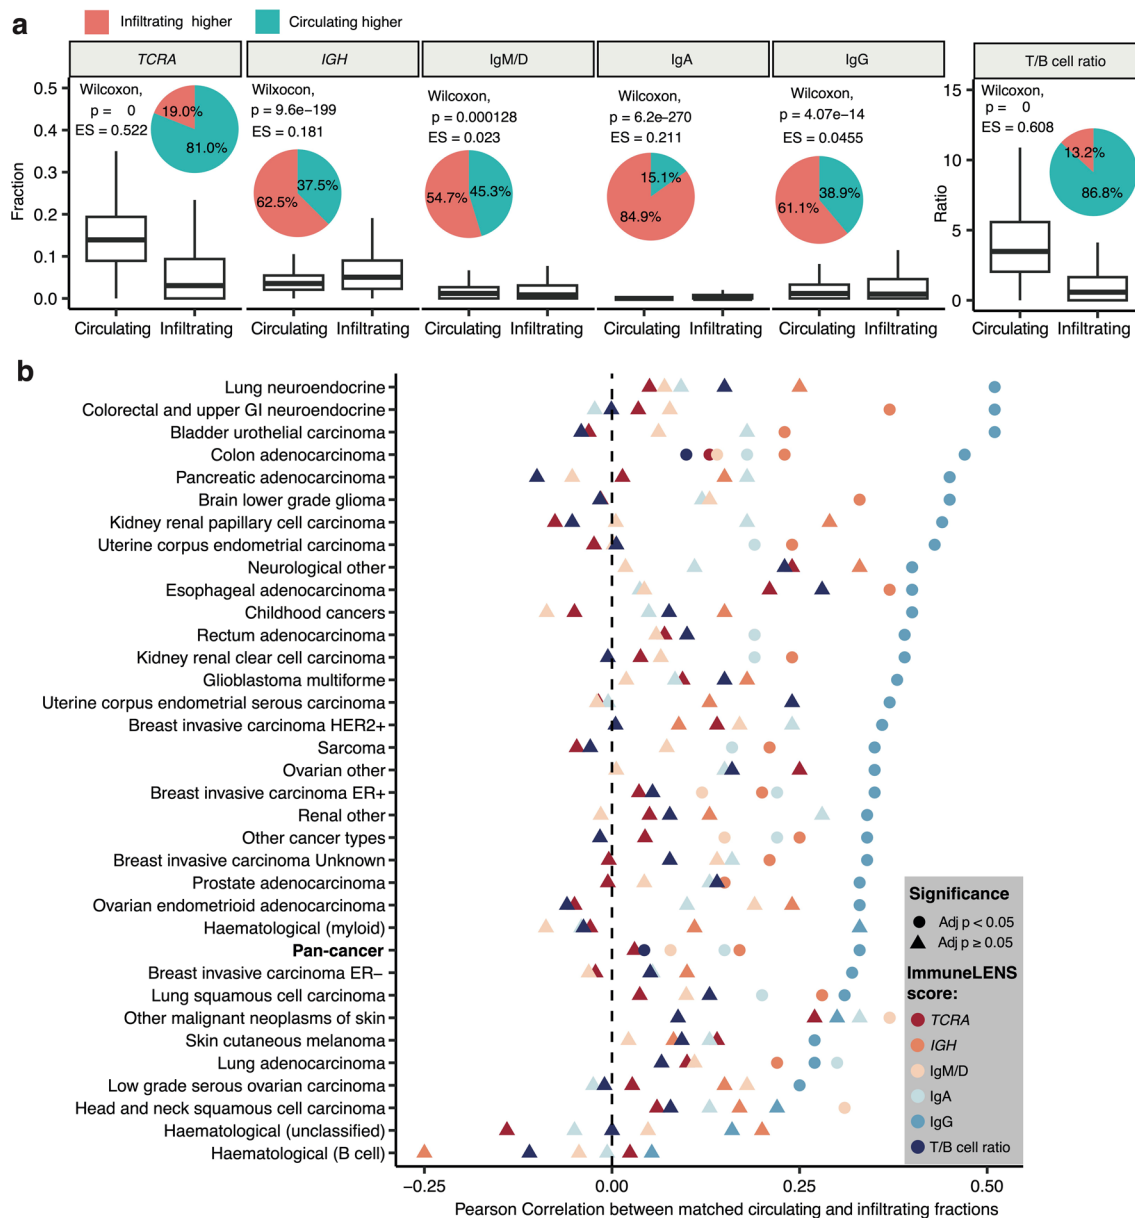 a
Infiltrating higher
Circulating higher
TCRA
IGH
IgM/D
IgA
IgG
T/B cell ratio
Wilcoxon,
p = 0
ES = 0.522
19.0%
81.0%
Wilxocon,
p = 9.6e−199
ES = 0.181
37.5%
62.5%
Wilcoxon,
p = 0.000128
ES = 0.023
54.7%
45.3%
Wilcoxon,
p = 6.2e−270
ES = 0.211
15.1%
84.9%
Wilcoxon,
p = 4.07e−14
ES = 0.0455
61.1%
38.9%
Wilcoxon,
p = 0
ES = 0.608
13.2%
86.8%
Fraction
0.5
0.4
0.3
0.2
0.1
0.0
Ratio
15
10
5
0
Circulating Infiltrating
Circulating Infiltrating
Circulating Infiltrating
Circulating Infiltrating
Circulating Infiltrating
Circulating Infiltrating
b
Lung neuroendocrine
Colorectal and upper GI neuroendocrine
Bladder urothelial carcinoma
Colon adenocarcinoma
Pancreatic adenocarcinoma
Brain lower grade glioma
Kidney renal papillary cell carcinoma
Uterine corpus endometrial carcinoma
Neurological other
Esophageal adenocarcinoma
Childhood cancers
Rectum adenocarcinoma
Kidney renal clear cell carcinoma
Glioblastoma multiforme
Uterine corpus endometrial serous carcinoma
Breast invasive carcinoma HER2+
Sarcoma
Ovarian other
Breast invasive carcinoma ER+
Renal other
Other cancer types
Breast invasive carcinoma Unknown
Prostate adenocarcinoma
Ovarian endometrioid adenocarcinoma
Haematological (myloid)
Pan-cancer
Breast invasive carcinoma ER−
Lung squamous cell carcinoma
Other malignant neoplasms of skin
Skin cutaneous melanoma
Lung adenocarcinoma
Low grade serous ovarian carcinoma
Head and neck squamous cell carcinoma
Haematological (unclassified)
Haematological (B cell)
Significance
Adj p < 0.05
Adj p ≥ 0.05
ImmuneLENS
score:
TCRA
IGH
IgM/D
IgA
IgG
T/B cell ratio
−0.25
0.00
0.25
0.50
Pearson Correlation between matched circulating and infiltrating fractions